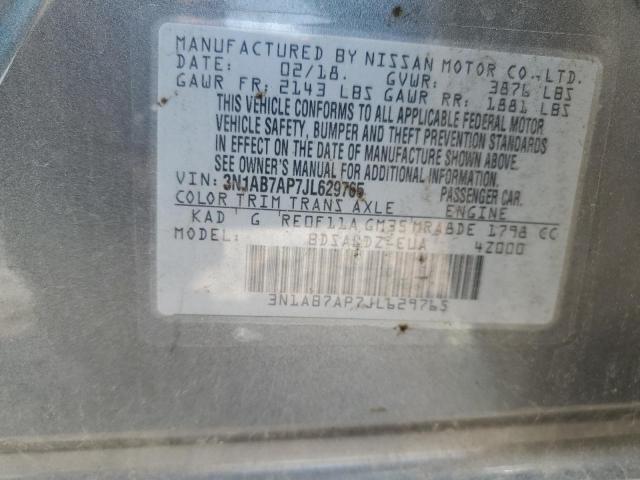 MANUFACTURED BY NISSAN MOTOR CO.,LTD.
DATE: 02/18. GVWR: 3876 LBS
GAWR FR: 2143 LBS GAWR RR: 1881 LBS
THIS VEHICLE CONFORMS TO ALL APPLICABLE FEDERAL MOTOR
VEHICLE SAFETY, BUMPER AND THEFT PREVENTION STANDARDS
IN EFFECT ON THE DATE OF MANUFACTURE SHOWN ABOVE.
SEE OWNER'S MANUAL FOR ADDITIONAL INFORMATION.
VIN: 3N1AB7AP7JL629765 PASSENGER CAR.
COLOR TRIM TRANS AXLE ENGINE
KAD G RE0F11A GM35 MRA8DE 1798 CC
MODEL: 4Z000
3N1AB7AP7JL629765